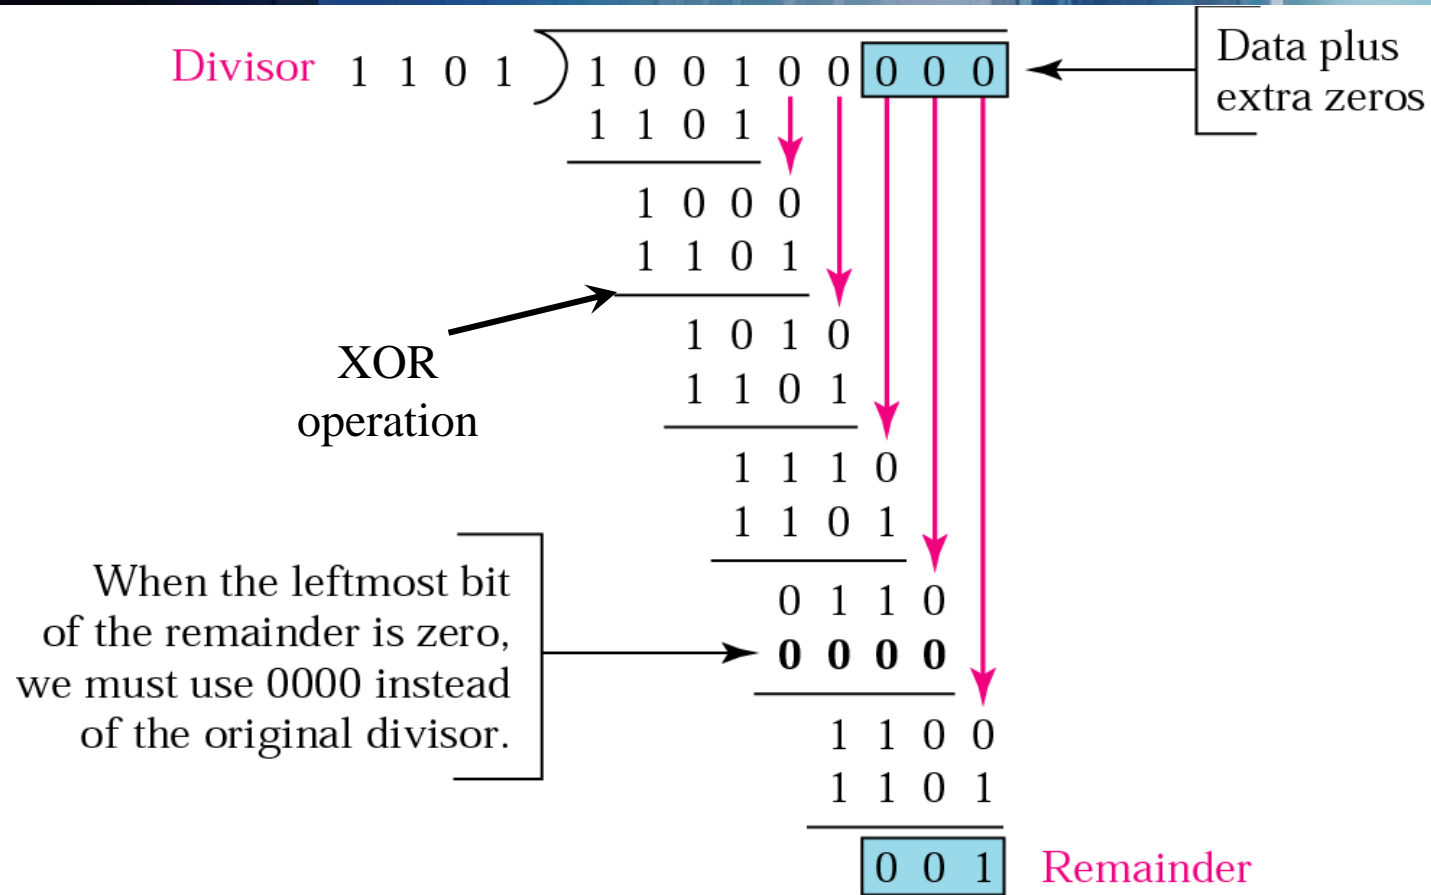 Divisor 1 1 0 1 1 0 0 1 0 0 0 0 0
Data plus
extra zeros
1 1 0 1
1 0 0 0
1 1 0 1
1 0 1 0
XOR
operation
1 1 0 1
1 1 1 0
1 1 0 1
When the leftmost bit
of the remainder is zero,
we must use 0000 instead
of the original divisor.
0 1 1 0
0 0 0 0
1 1 0 0
1 1 0 1
0 0 1 Remainder